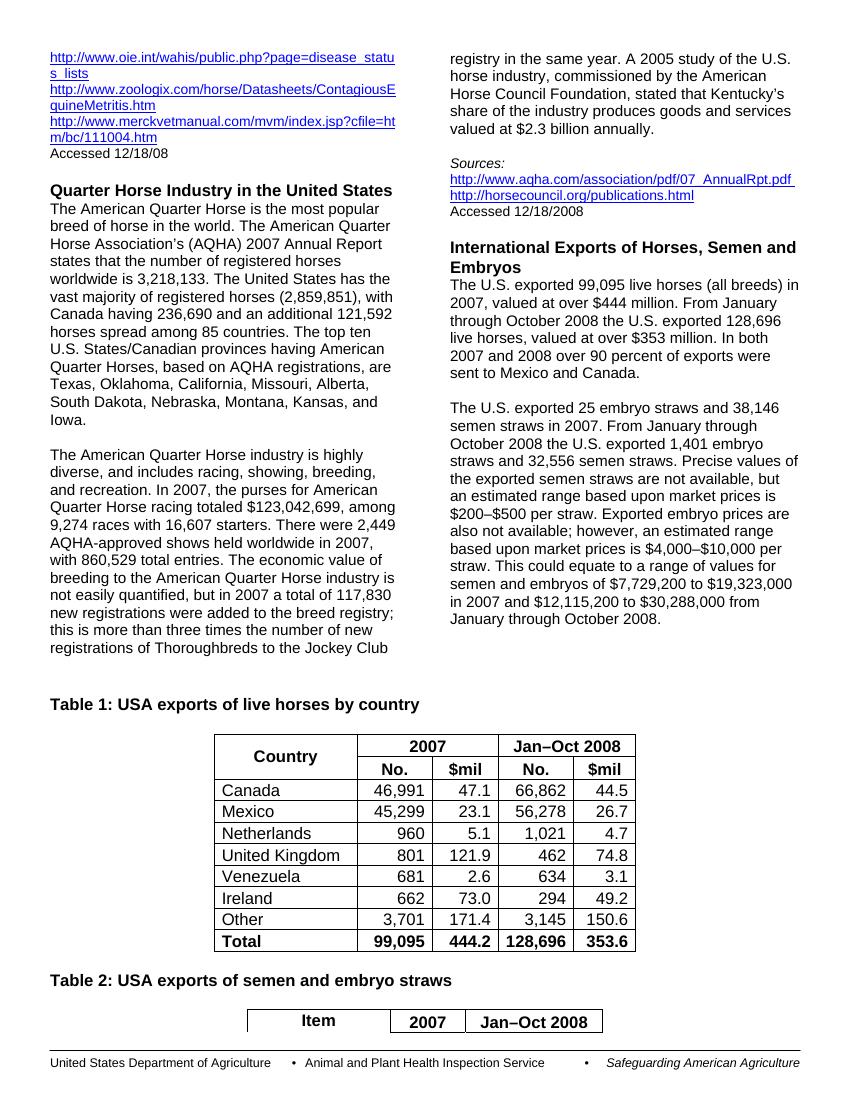 http://www.oie.int/wahis/public.php?page=disease_statu
s_lists
http://www.zoologix.com/horse/Datasheets/ContagiousE
quineMetritis.htm
http://www.merckvetmanual.com/mvm/index.jsp?cfile=ht
m/bc/111004.htm
Accessed 12/18/08
Quarter Horse Industry in the United States
The American Quarter Horse is the most popular
breed of horse in the world. The American Quarter
Horse Association's (AQHA) 2007 Annual Report
states that the number of registered horses
worldwide is 3,218,133. The United States has the
vast majority of registered horses (2,859,851), with
Canada having 236,690 and an additional 121,592
horses spread among 85 countries. The top ten
U.S. States/Canadian provinces having American
Quarter Horses, based on AQHA registrations, are
Texas, Oklahoma, California, Missouri, Alberta,
South Dakota, Nebraska, Montana, Kansas, and
Iowa.
The American Quarter Horse industry is highly
diverse, and includes racing, showing, breeding,
and recreation. In 2007, the purses for American
Quarter Horse racing totaled $123,042,699, among
9,274 races with 16,607 starters. There were 2,449
AQHA-approved shows held worldwide in 2007,
with 860,529 total entries. The economic value of
breeding to the American Quarter Horse industry is
not easily quantified, but in 2007 a total of 117,830
new registrations were added to the breed registry;
this is more than three times the number of new
registrations of Thoroughbreds to the Jockey Club
registry in the same year. A 2005 study of the U.S.
horse industry, commissioned by the American
Horse Council Foundation, stated that Kentucky's
share of the industry produces goods and services
valued at $2.3 billion annually.
Sources:
http://www.aqha.com/association/pdf/07_AnnualRpt.pdf
http://horsecouncil.org/publications.html
Accessed 12/18/2008
International Exports of Horses, Semen and
Embryos
The U.S. exported 99,095 live horses (all breeds) in
2007, valued at over $444 million. From January
through October 2008 the U.S. exported 128,696
live horses, valued at over $353 million. In both
2007 and 2008 over 90 percent of exports were
sent to Mexico and Canada.
The U.S. exported 25 embryo straws and 38,146
semen straws in 2007. From January through
October 2008 the U.S. exported 1,401 embryo
straws and 32,556 semen straws. Precise values of
the exported semen straws are not available, but
an estimated range based upon market prices is
$200–$500 per straw. Exported embryo prices are
also not available; however, an estimated range
based upon market prices is $4,000–$10,000 per
straw. This could equate to a range of values for
semen and embryos of $7,729,200 to $19,323,000
in 2007 and $12,115,200 to $30,288,000 from
January through October 2008.
Table 1: USA exports of live horses by country
Country 2007 Jan–Oct 2008
No. $mil No. $mil
Canada 46,991 47.1 66,862 44.5
Mexico 45,299 23.1 56,278 26.7
Netherlands 960 5.1 1,021 4.7
United Kingdom 801 121.9 462 74.8
Venezuela 681 2.6 634 3.1
Ireland 662 73.0 294 49.2
Other 3,701 171.4 3,145 150.6
Total 99,095 444.2 128,696 353.6
Table 2: USA exports of semen and embryo straws
Item 2007 Jan–Oct 2008
United States Department of Agriculture • Animal and Plant Health Inspection Service • Safeguarding American Agriculture